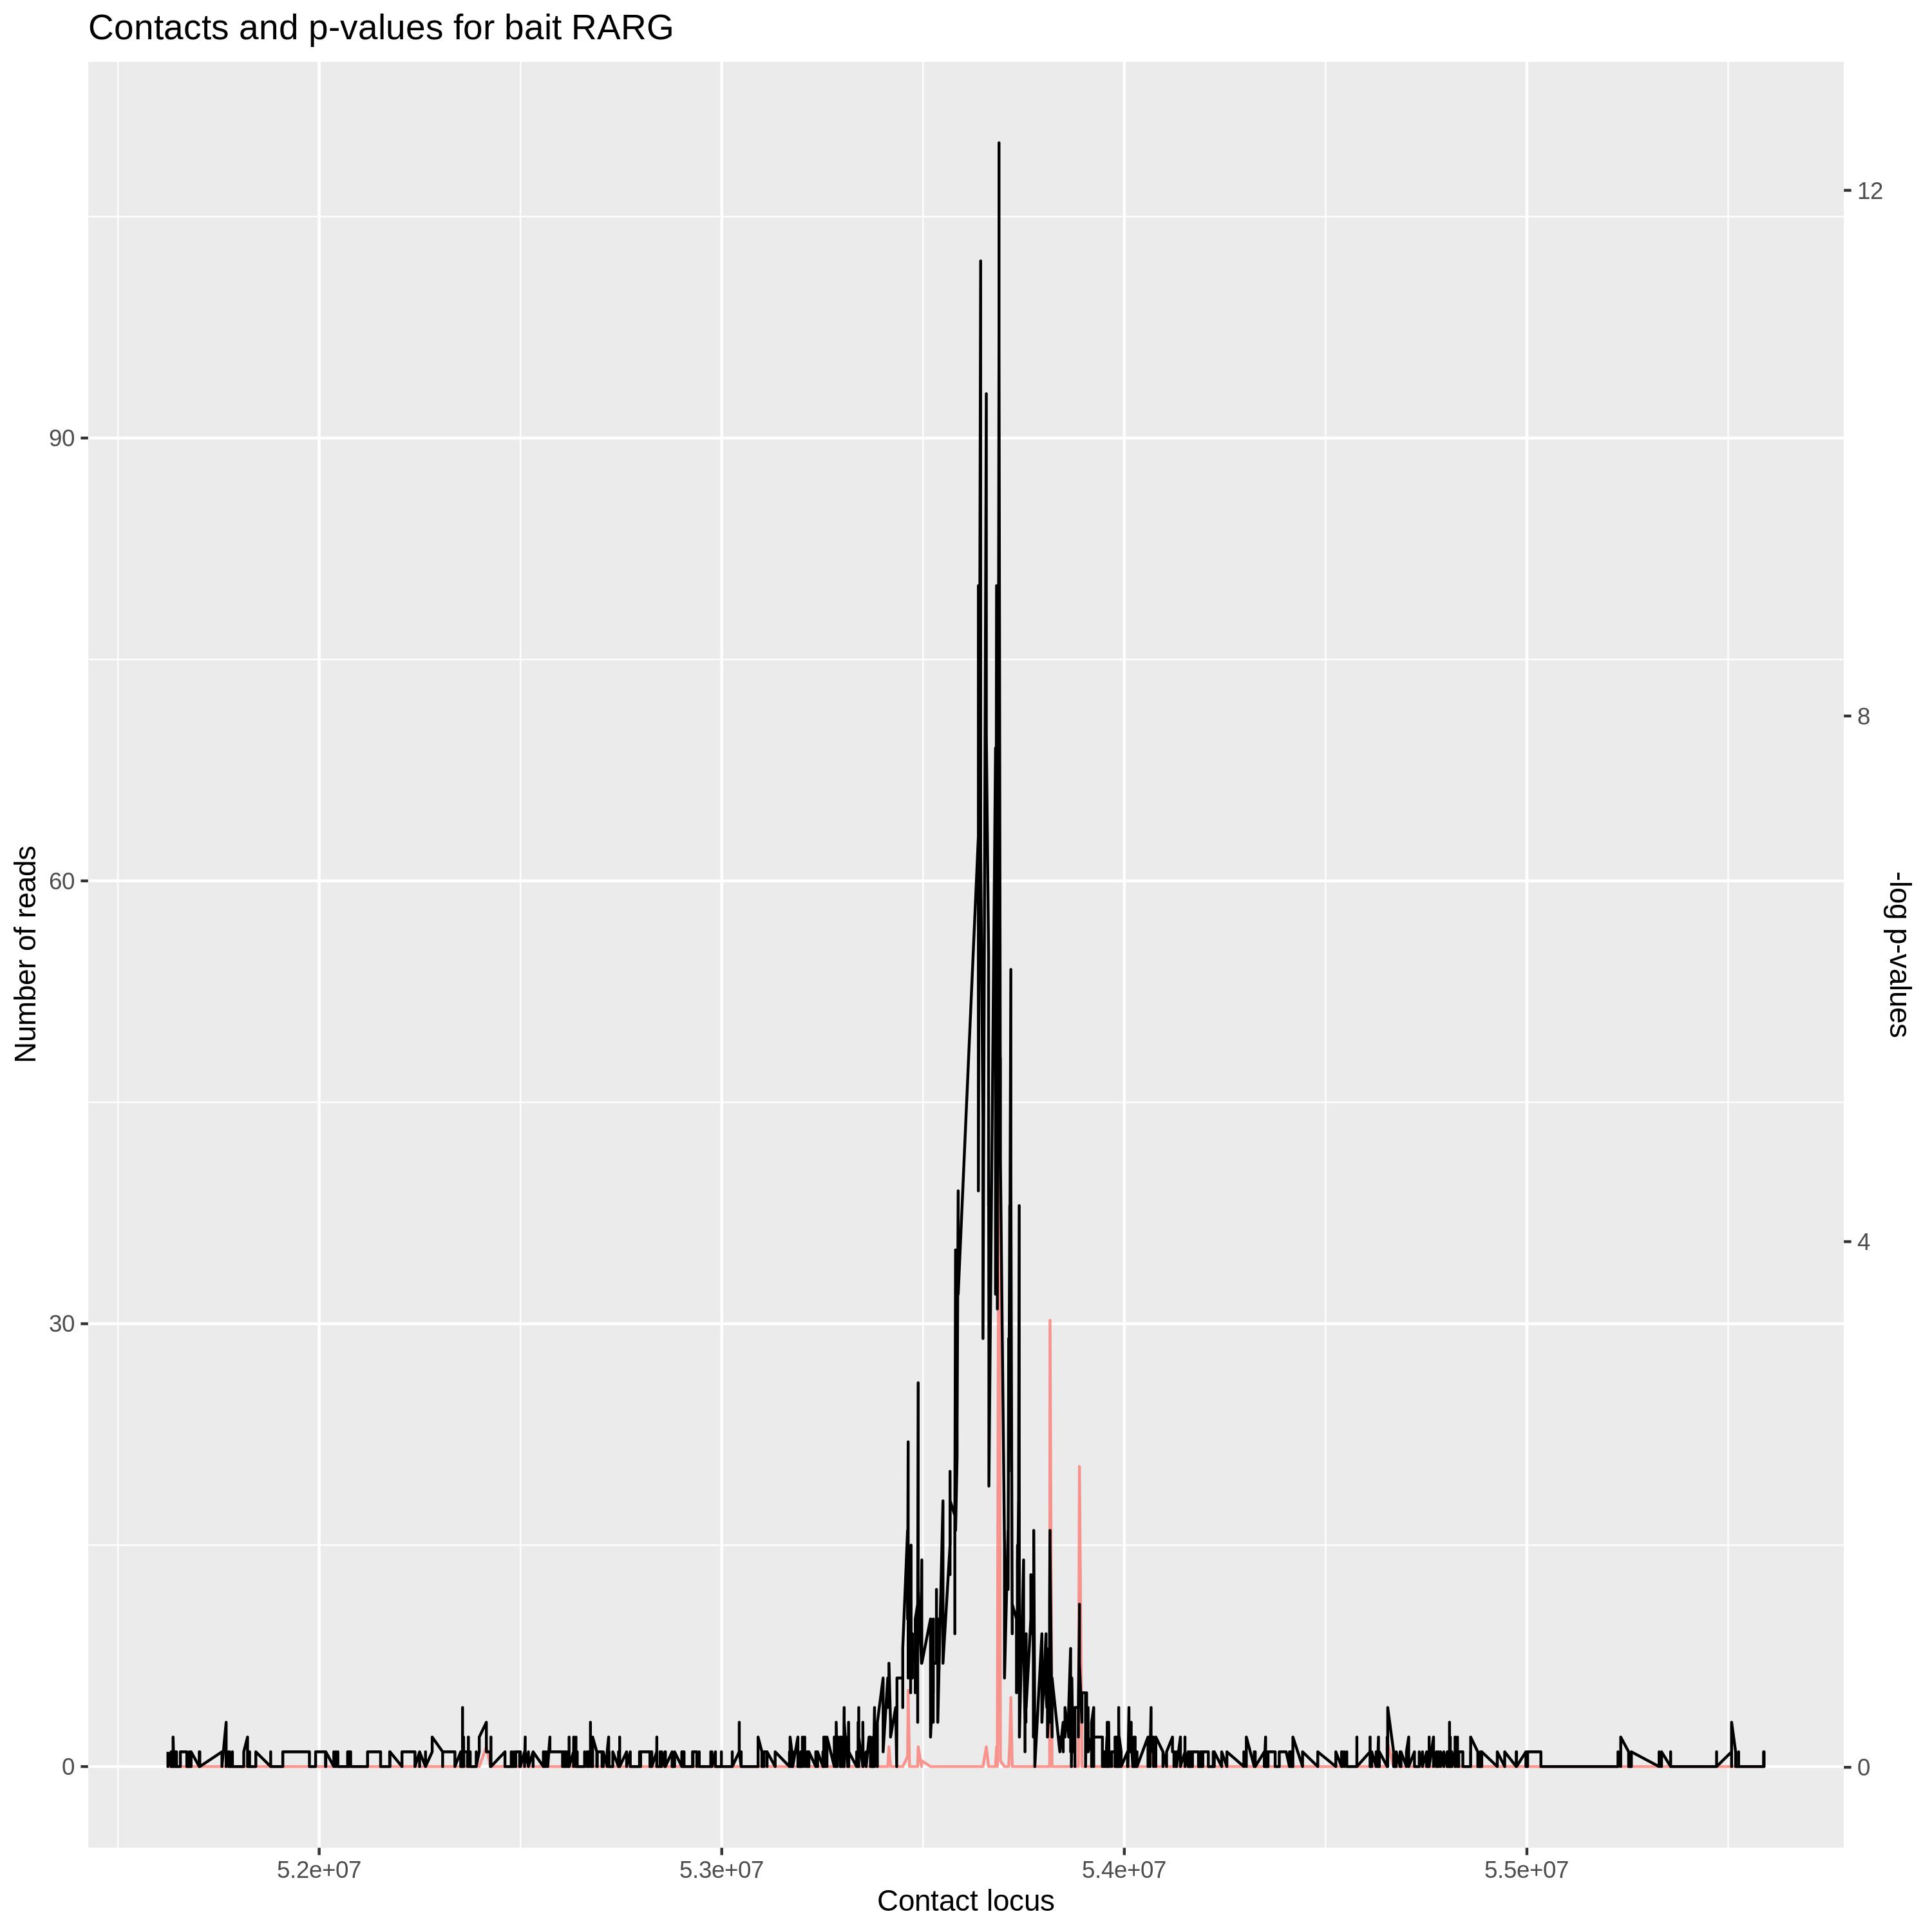 Contacts and p-values for bait RARG
12
90
8
60
Number of reads
-log p-values
4
30
0
0
5.2e+07
5.3e+07
5.4e+07
5.5e+07
Contact locus